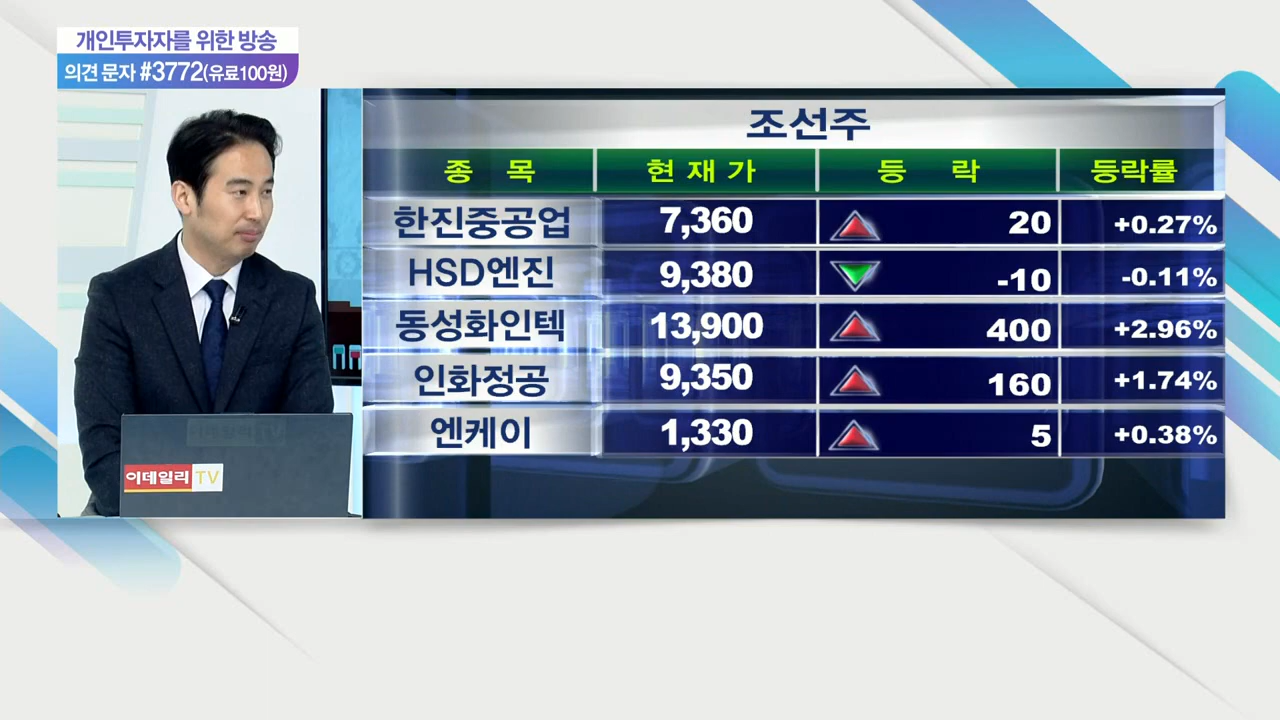 개인투자자를 위한 방송
의견 문자 #3772(유료100원)
이데일리TV
조선주
종 목 현 재 가 등 락 등락률
한진중공업 7,360 ▲ 20 +0.27%
HSD엔진 9,380 ▼ -10 -0.11%
동성화인텍 13,900 ▲ 400 +2.96%
인화정공 9,350 ▲ 160 +1.74%
엔케이 1,330 ▲ 5 +0.38%